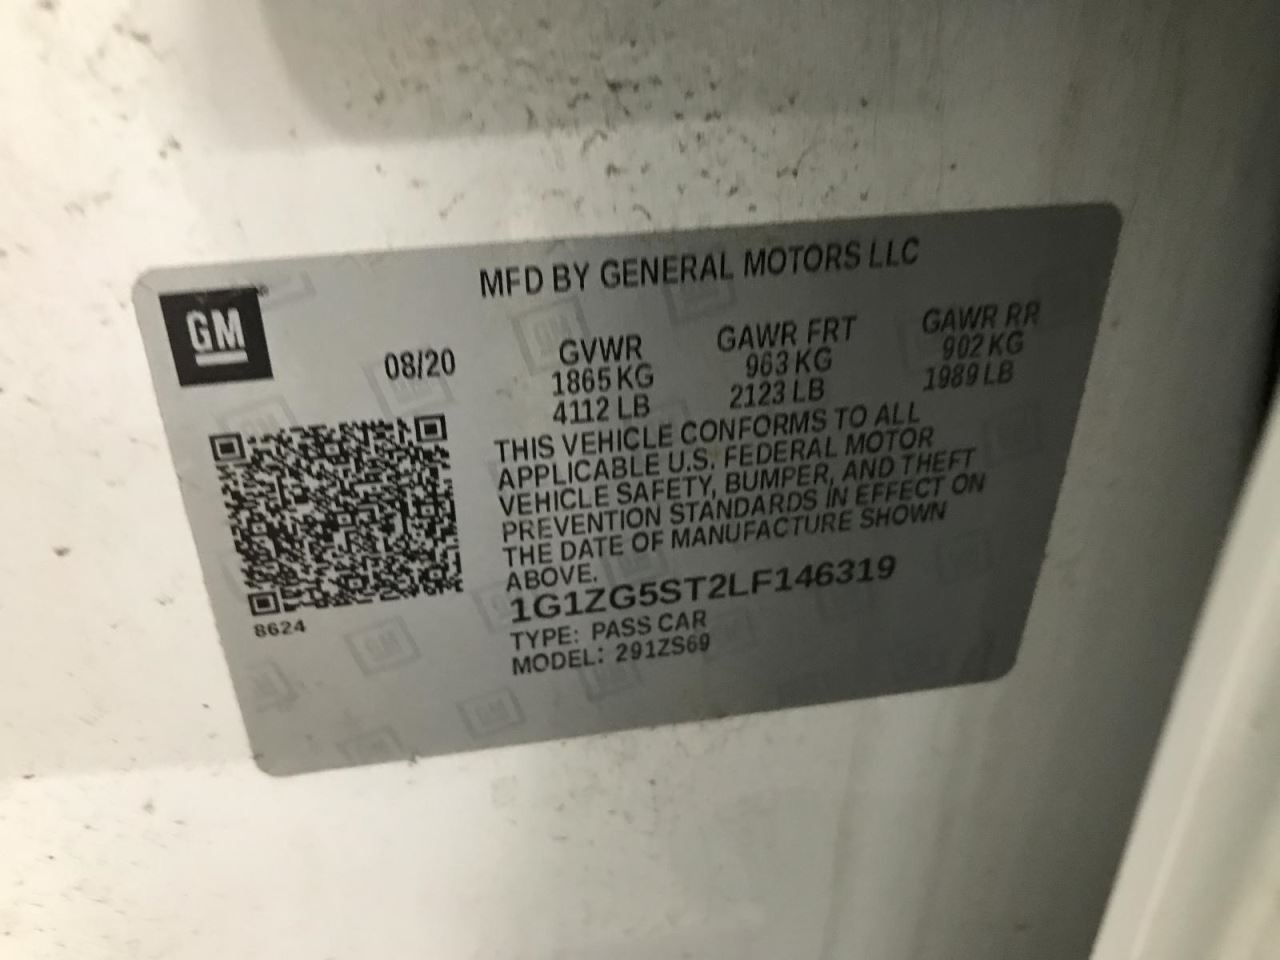 MFD BY GENERAL MOTORS LLC
GM
08/20
GVWR GAWR FRT GAWR RR
1865 KG 963 KG 902 KG
4112 LB 2123 LB 1989 LB
THIS VEHICLE CONFORMS TO ALL
APPLICABLE U.S. FEDERAL MOTOR
VEHICLE SAFETY, BUMPER, AND THEFT
PREVENTION STANDARDS IN EFFECT ON
THE DATE OF MANUFACTURE SHOWN
ABOVE.
1G1ZG5ST2LF146319
8624
TYPE: PASS CAR
MODEL: 291ZS69